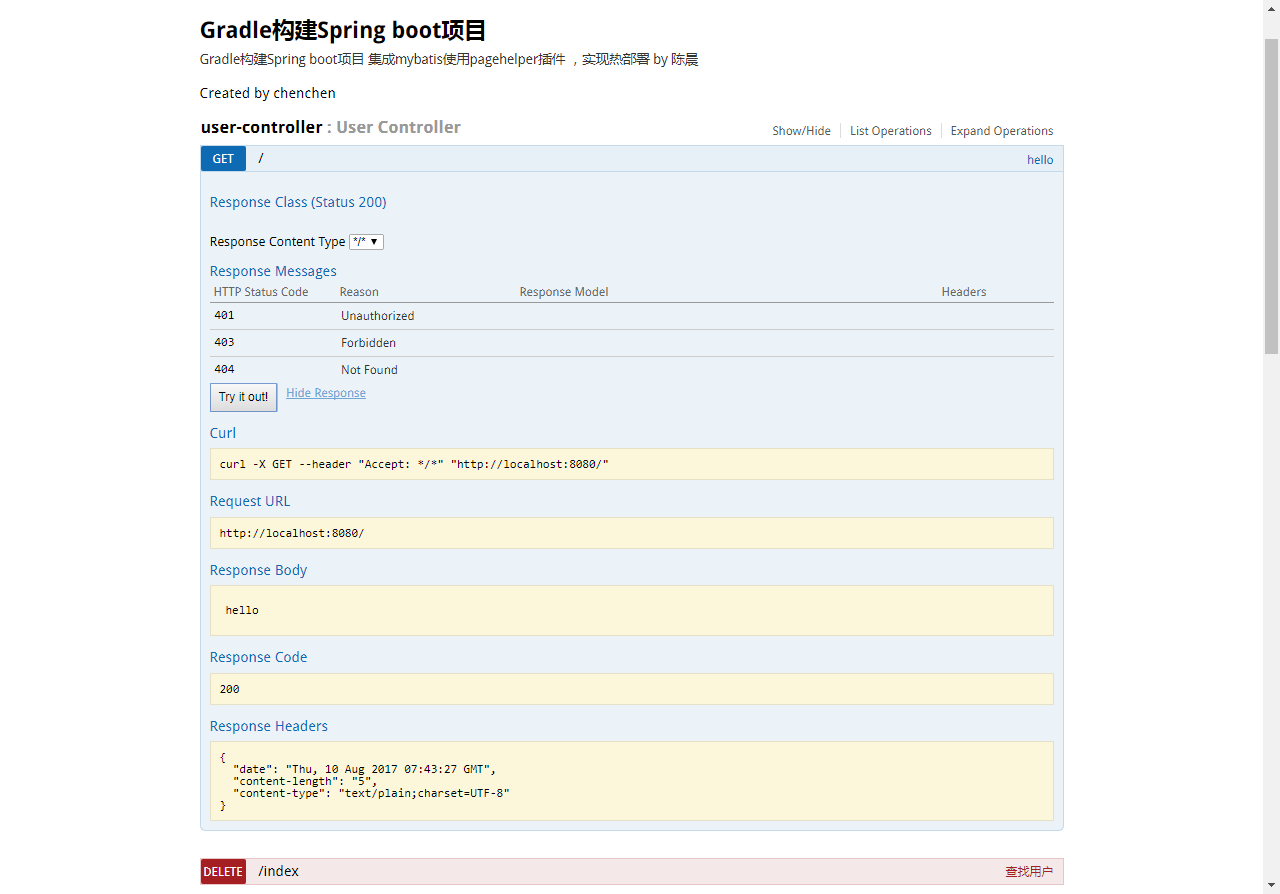 Gradle构建Spring boot项目
Gradle构建Spring boot项目 集成mybatis使用pagehelper插件 ，实现热部署 by 陈晨
Created by chenchen
user-controller : User Controller
Show/Hide List Operations Expand Operations
GET / hello
Response Class (Status 200)
Response Content Type */* ▼
Response Messages
HTTP Status Code Reason Response Model Headers
401 Unauthorized
403 Forbidden
404 Not Found
Try it out! Hide Response
Curl
curl -X GET --header "Accept: */*" "http://localhost:8080/"
Request URL
http://localhost:8080/
Response Body
hello
Response Code
200
Response Headers
{
"date": "Thu, 10 Aug 2017 07:43:27 GMT",
"content-length": "5",
"content-type": "text/plain;charset=UTF-8"
}
DELETE /index 查找用户